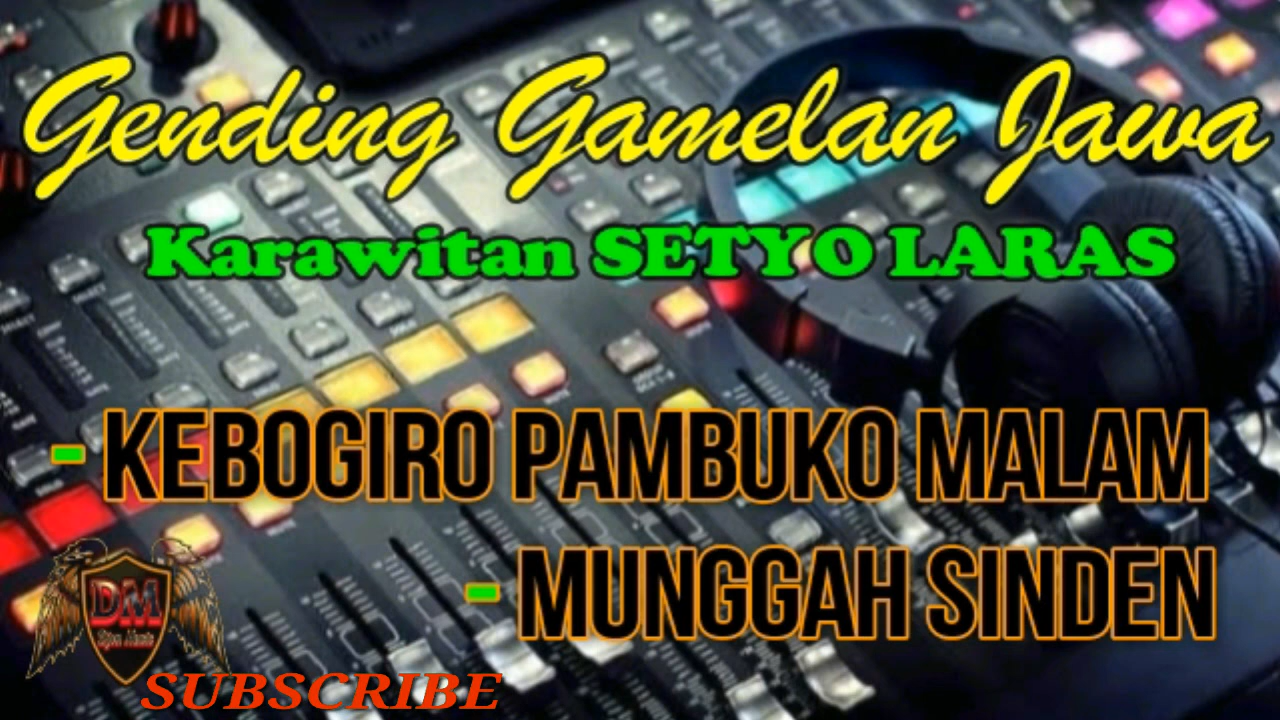 Gending Gamelan Jawa
Karawitan SETYO LARAS
- KEBOGIRO PAMBUKO MALAM
- MUNGGAH SINDEN
DM
SUBSCRIBE